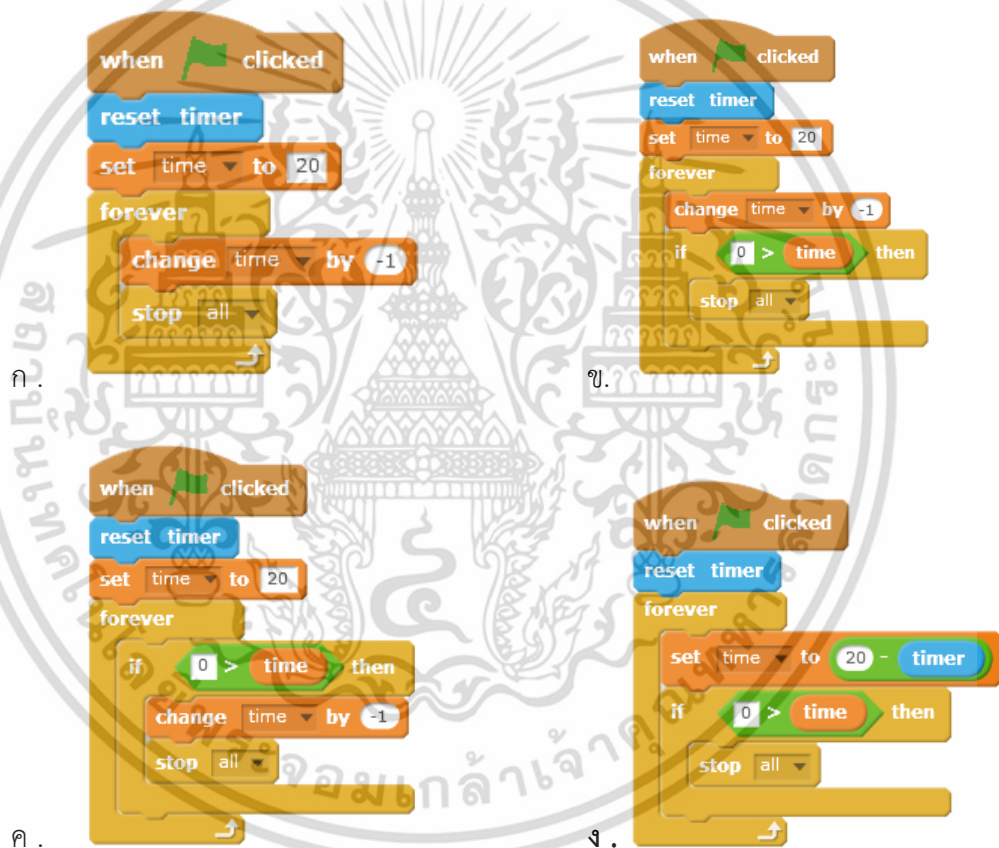 when clicked
reset timer
set time to 20
forever
change time by -1
stop all
ก .
when clicked
reset timer
set time to 20
forever
change time by -1
if 0 > time then
stop all
ข.
when clicked
reset timer
set time to 20
forever
if 0 > time then
change time by -1
stop all
ค .
when clicked
reset timer
forever
set time to 20 - timer
if 0 > time then
stop all
ง .